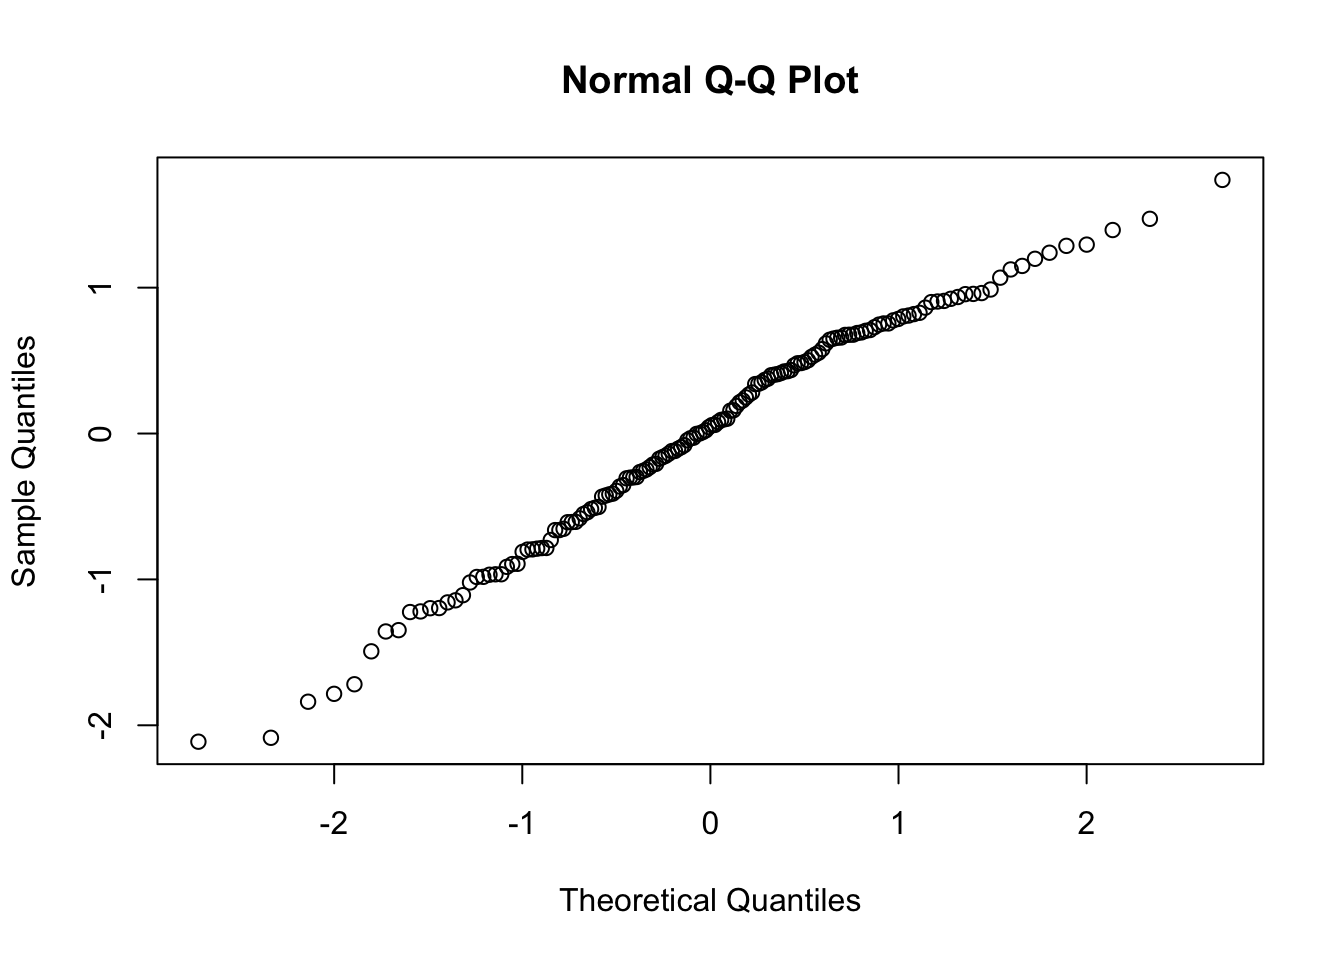 Normal Q-Q Plot
Sample Quantiles
1
0
-1
-2
-2 -1 0 1 2
Theoretical Quantiles